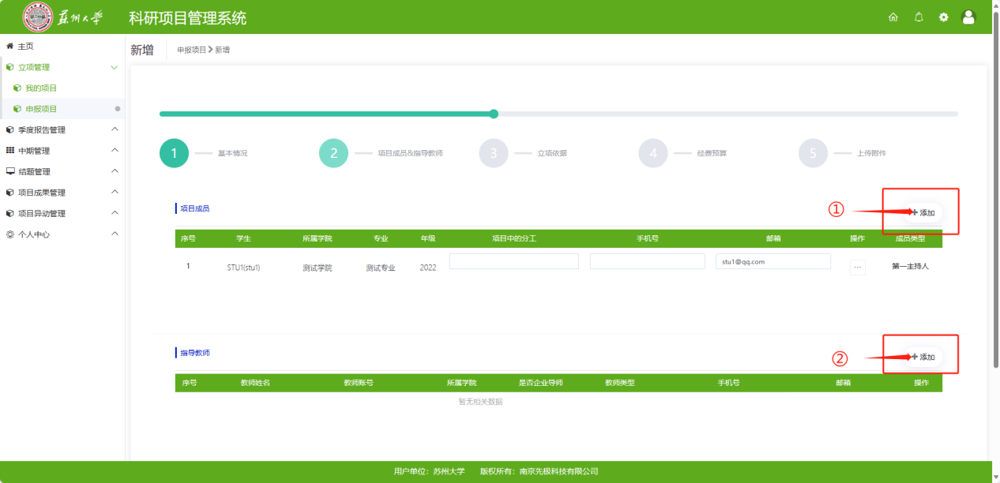 蘇州大學 科研项目管理系统
主页
立项管理
我的项目
申报项目
季度报告管理
中期管理
结题管理
项目成果管理
项目异动管理
个人中心
新增 申报项目 > 新增
1 基本情况 2 项目成员&指导教师 3 立项依据 4 经费预算 5 上传附件
项目成员 ① +添加
序号 学生 所属学院 专业 年级 项目中的分工 手机号 邮箱 操作 成员类型
1 STU1(stu1) 测试学院 测试专业 2022 stu1@qq.com ... 第一主持人
指导教师 ② +添加
序号 教师姓名 教师账号 所属学院 是否企业导师 教师类型 手机号 邮箱 操作
暂无相关数据
用户单位：苏州大学 版权所有：南京先极科技有限公司